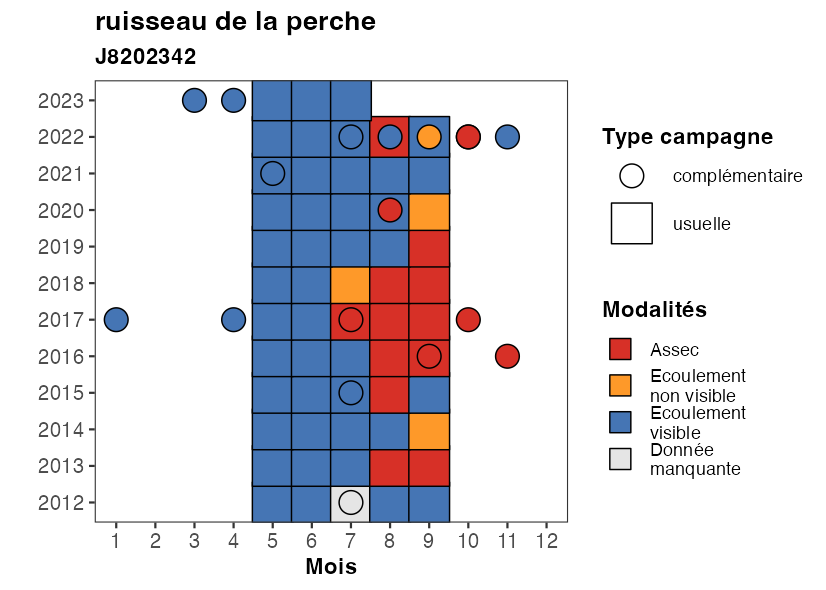 ruisseau de la perche
J8202342
2023
2022
2021
2020
2019
2018
2017
2016
2015
2014
2013
2012
1 2 3 4 5 6 7 8 9 10 11 12
Mois
Type campagne
complémentaire
usuelle
Modalités
Assec
Ecoulement
non visible
Ecoulement
visible
Donnée
manquante